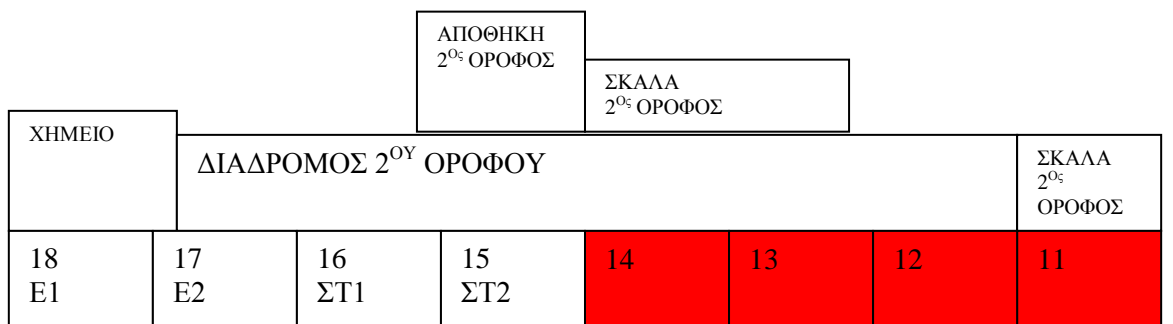 ΑΠΟΘΗΚΗ
2Ος ΟΡΟΦΟΣ
ΣΚΑΛΑ
2Ος ΟΡΟΦΟΣ
ΧΗΜΕΙΟ
ΔΙΑΔΡΟΜΟΣ 2ΟΥ ΟΡΟΦΟΥ
ΣΚΑΛΑ
2Ος
ΟΡΟΦΟΣ
18
Ε1
17
Ε2
16
ΣΤ1
15
ΣΤ2
14
13
12
11